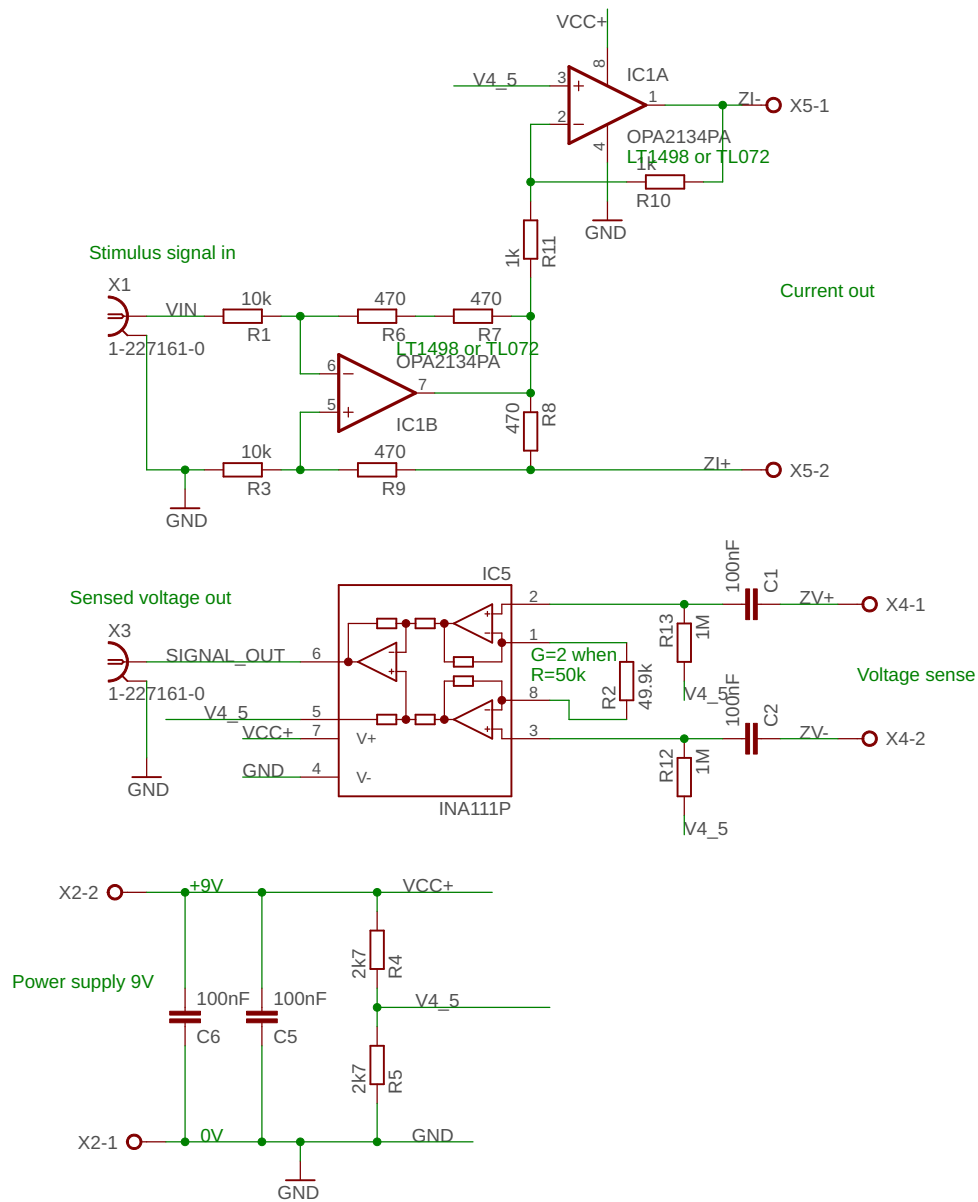 VCC+
8
IC1A
V4_5
3
1
ZI-
X5-1
2
OPA2134PA
4
LT1498 or TL072
1k
R10
GND
Stimulus signal in
1k
R11
X1
Current out
VIN
10k
470
470
R1
R6
R7
1-227161-0
LT1498 or TL072
OPA2134PA
6
7
5
470
R8
IC1B
10k
470
ZI+
X5-2
R3
R9
GND
IC5
100nF
C1
Sensed voltage out
2
ZV+
X4-1
X3
1
R13
1M
SIGNAL_OUT
6
G=2 when
R=50k
Voltage sense
1-227161-0
8
R2
49.9k
V4_5
100nF
C2
V4_5
5
VCC+
7
V+
3
ZV-
X4-2
GND
4
V-
R12
1M
GND
INA111P
V4_5
X2-2
+9V
VCC+
2k7
R4
Power supply 9V
100nF
100nF
V4_5
C6
C5
2k7
R5
X2-1
0V
GND
GND